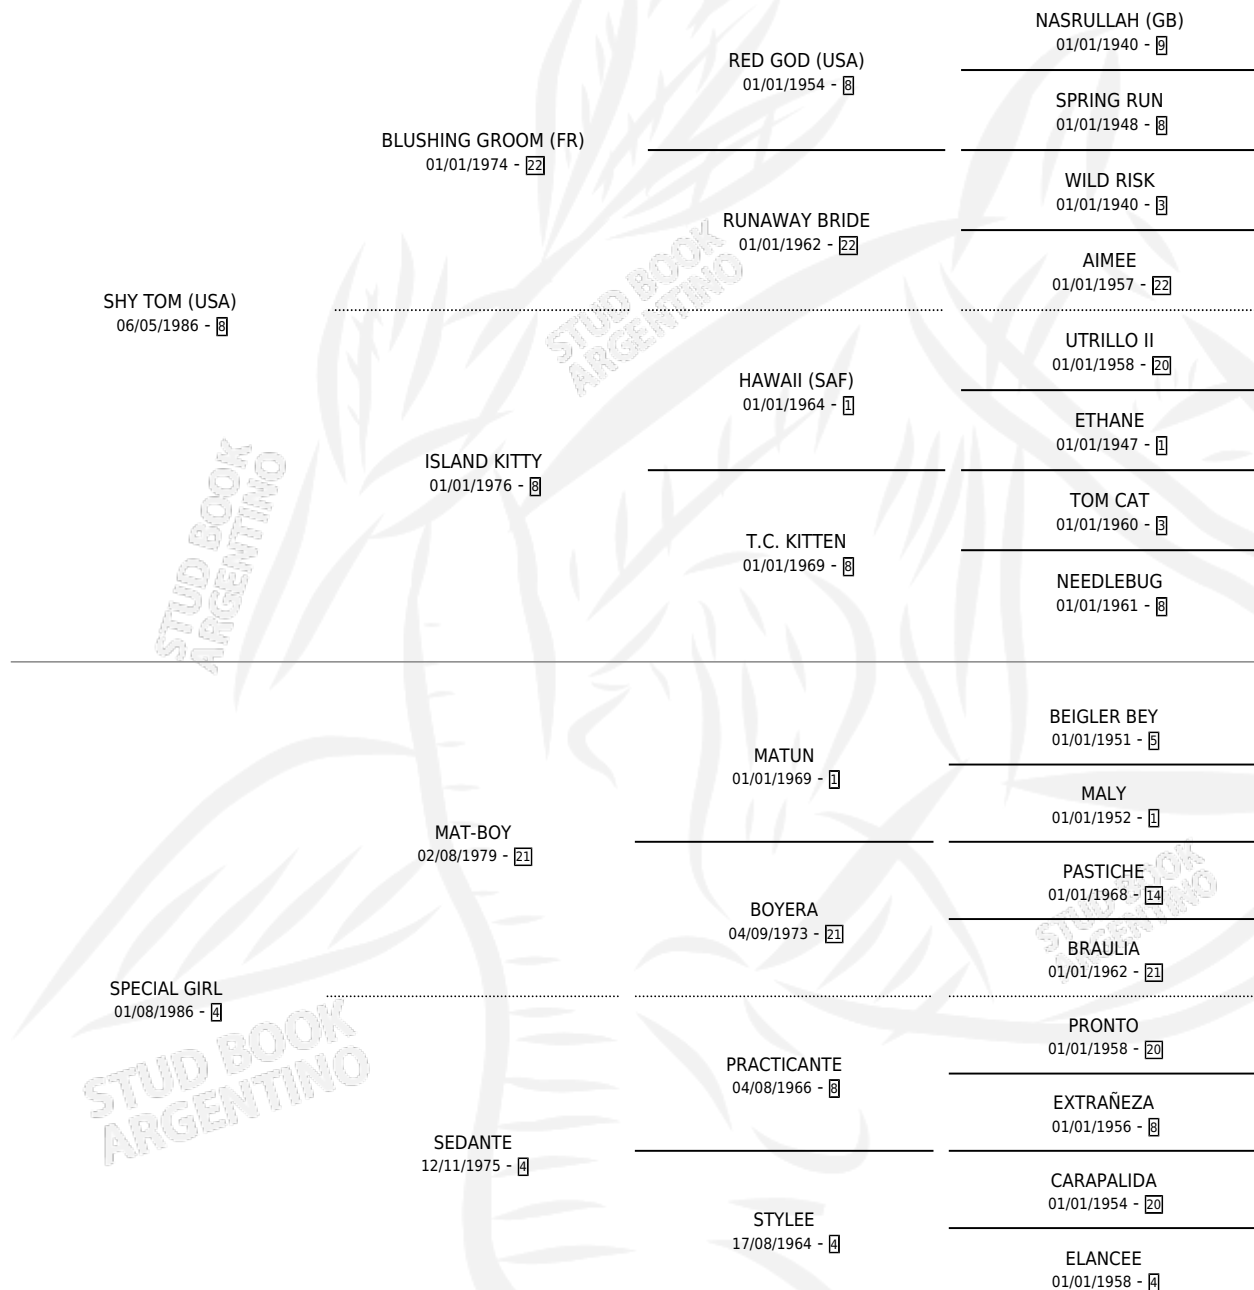 NASRULLAH (GB)
01/01/1940 - 9
RED GOD (USA)
01/01/1954 - 8
SPRING RUN
01/01/1948 - 8
BLUSHING GROOM (FR)
01/01/1974 - 22
WILD RISK
01/01/1940 - 3
RUNAWAY BRIDE
01/01/1962 - 22
AIMEE
01/01/1957 - 22
SHY TOM (USA)
06/05/1986 - 8
UTRILLO II
01/01/1958 - 20
HAWAII (SAF)
01/01/1964 - 1
ETHANE
01/01/1947 - 1
ISLAND KITTY
01/01/1976 - 8
TOM CAT
01/01/1960 - 3
T.C. KITTEN
01/01/1969 - 8
NEEDLEBUG
01/01/1961 - 8
BEIGLER BEY
01/01/1951 - 5
MATUN
01/01/1969 - 1
MALY
01/01/1952 - 1
MAT-BOY
02/08/1979 - 21
PASTICHE
01/01/1968 - 14
BOYERA
04/09/1973 - 21
BRAULIA
01/01/1962 - 21
SPECIAL GIRL
01/08/1986 - 4
PRONTO
01/01/1958 - 20
PRACTICANTE
04/08/1966 - 8
EXTRAÑEZA
01/01/1956 - 8
SEDANTE
12/11/1975 - 4
CARAPALIDA
01/01/1954 - 20
STYLEE
17/08/1964 - 4
ELANCEE
01/01/1958 - 4
STUD BOOK
ARGENTINO
STUD BOOK
ARGENTINO
STUD BOOK
ARGENTINO
STUD BOOK
ARGENTINO